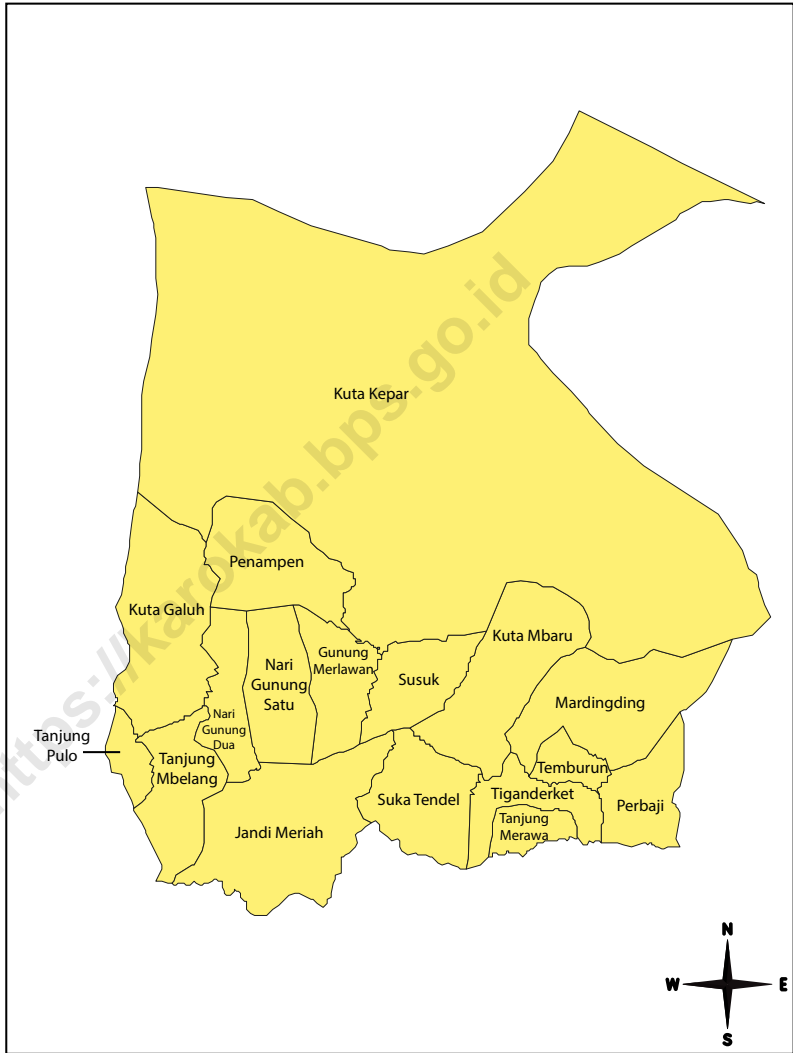 Kuta Kepar
Penampen
Kuta Galuh
Kuta Mbaru
Gunung
Merlawan
Nari
Gunung
Satu
Susuk
Mardingding
Nari
Gunung
Dua
Tanjung
Pulo
Tanjung
Mbelang
Temburun
Tiganderket
Suka Tendel
Perbaji
Tanjung
Merawa
Jandi Meriah
N
W
E
S
https://karokab.bps.go.id